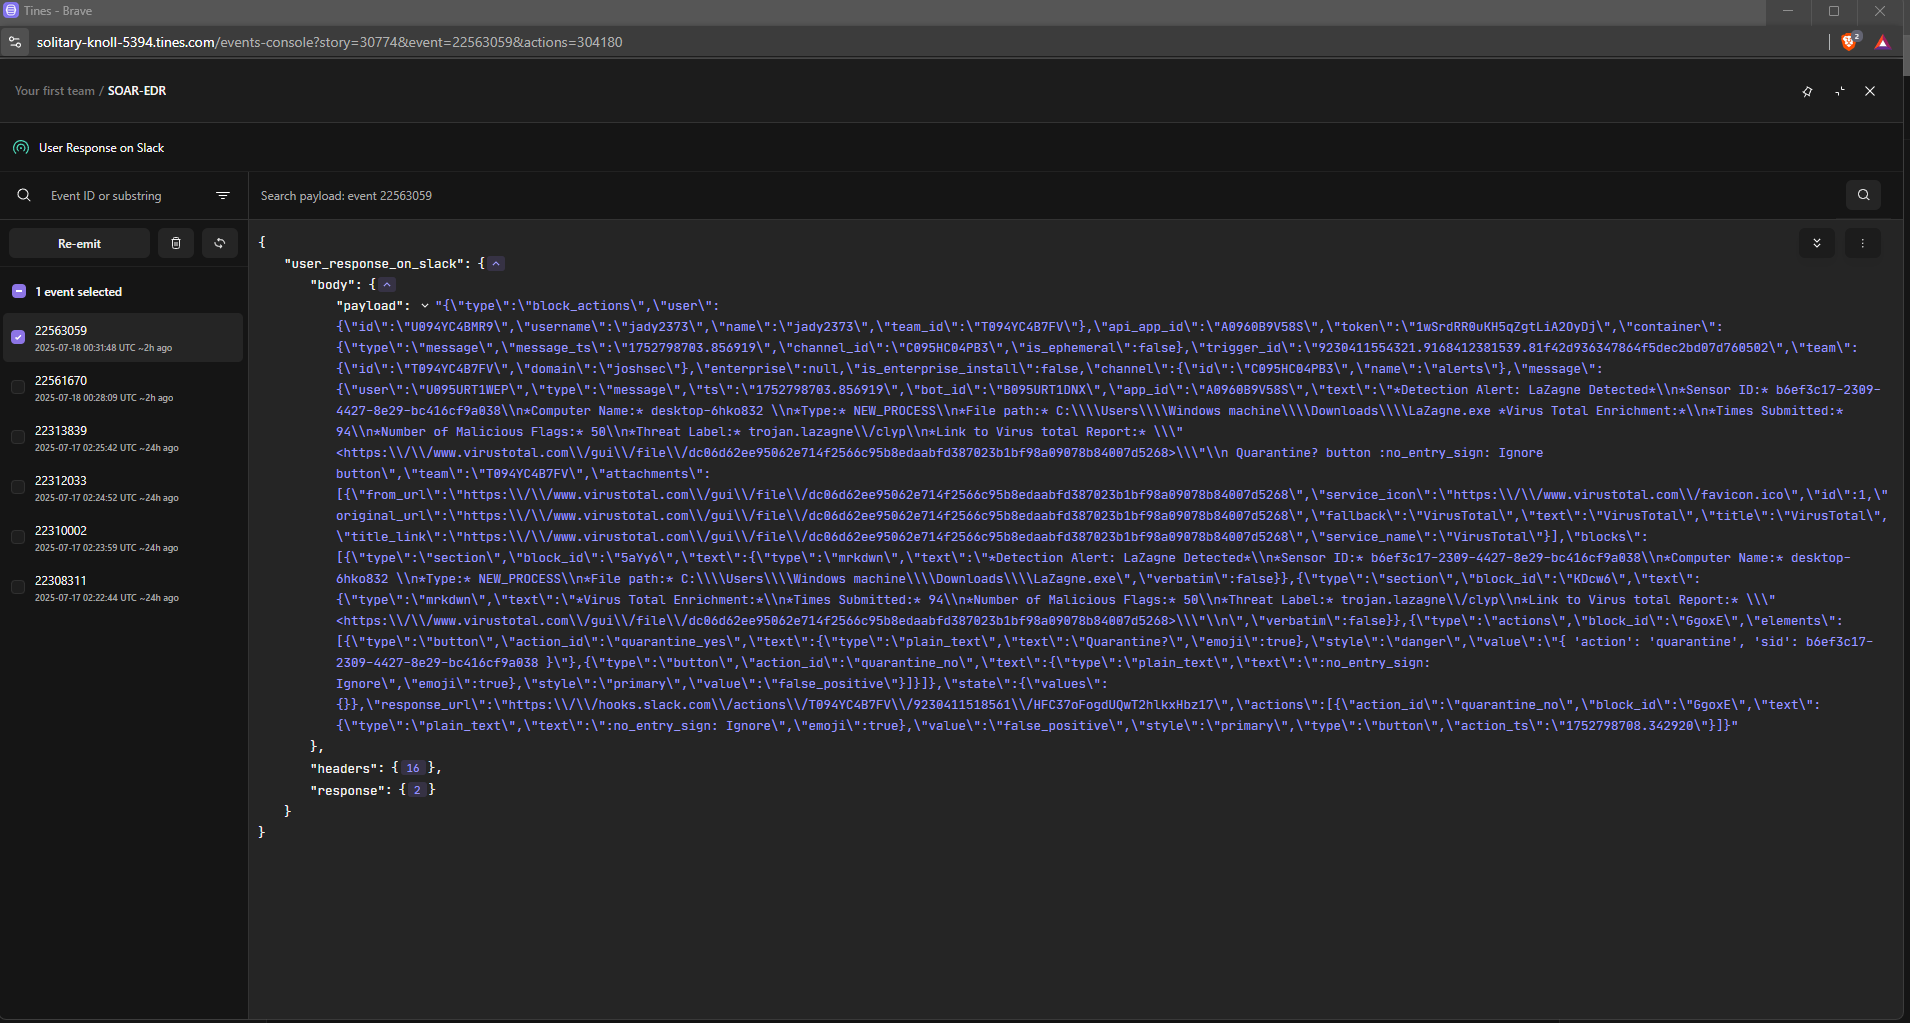 Tines - Brave
solitary-knoll-5394.tines.com/events-console?story=30774&event=22563059&actions=304180
2
Your first team / SOAR-EDR
User Response on Slack
Event ID or substring
Search payload: event 22563059
Re-emit
1 event selected
22563059
2025-07-18 00:31:48 UTC ~2h ago
22561670
2025-07-18 00:28:09 UTC ~2h ago
22313839
2025-07-17 02:25:42 UTC ~24h ago
22312033
2025-07-17 02:24:52 UTC ~24h ago
22310002
2025-07-17 02:23:59 UTC ~24h ago
22308311
2025-07-17 02:22:44 UTC ~24h ago
{
"user_response_on_slack": {
"body": {
"payload": "{\"type\":\"block_actions\",\"user\":
{\"id\":\"U094YC4BMR9\",\"username\":\"jady2373\",\"name\":\"jady2373\",\"team_id\":\"T094YC4B7FV\"},\"api_app_id\":\"A0960B9V58S\",\"token\":\"1wSrdRR0uKH5qZgtLiA2OyDj\",\"container\":
{\"type\":\"message\",\"message_ts\":\"1752798703.856919\",\"channel_id\":\"C095HC04PB3\",\"is_ephemeral\":false},\"trigger_id\":\"9230411554321.9168412381539.81f42d936347864f5dec2bd07d760502\",\"team\":
{\"id\":\"T094YC4B7FV\",\"domain\":\"joshsec\"},\"enterprise\":null,\"is_enterprise_install\":false,\"channel\":{\"id\":\"C095HC04PB3\",\"name\":\"alerts\"},\"message\":
{\"user\":\"U095URT1WEP\",\"type\":\"message\",\"ts\":\"1752798703.856919\",\"bot_id\":\"B095URT1DNX\",\"app_id\":\"A0960B9V58S\",\"text\":\"*Detection Alert: LaZagne Detected*\\n*Sensor ID:* b6ef3c17-2309-
4427-8e29-bc416cf9a038\\n*Computer Name:* desktop-6hko832 \\n*Type:* NEW_PROCESS\\n*File path:* C:\\\\Users\\\\Windows machine\\\\Downloads\\\\LaZagne.exe *Virus Total Enrichment:*\\n*Times Submitted:*
94\\n*Number of Malicious Flags:* 50\\n*Threat Label:* trojan.lazagne\\/clyp\\n*Link to Virus total Report:* \\\"
<https:\\/\\/www.virustotal.com\\/gui\\/file\\/dc06d62ee95062e714f2566c95b8edaabfd387023b1bf98a09078b84007d5268>\\\"\\n Quarantine? button :no_entry_sign: Ignore
button\",\"team\":\"T094YC4B7FV\",\"attachments\":
[{\"from_url\":\"https:\\/\\/www.virustotal.com\\/gui\\/file\\/dc06d62ee95062e714f2566c95b8edaabfd387023b1bf98a09078b84007d5268\",\"service_icon\":\"https:\\/\\/www.virustotal.com\\/favicon.ico\",\"id\":1,\"
original_url\":\"https:\\/\\/www.virustotal.com\\/gui\\/file\\/dc06d62ee95062e714f2566c95b8edaabfd387023b1bf98a09078b84007d5268\",\"fallback\":\"VirusTotal\",\"text\":\"VirusTotal\",\"title\":\"VirusTotal\",
\"title_link\":\"https:\\/\\/www.virustotal.com\\/gui\\/file\\/dc06d62ee95062e714f2566c95b8edaabfd387023b1bf98a09078b84007d5268\",\"service_name\":\"VirusTotal\"}],\"blocks\":
[{\"type\":\"section\",\"block_id\":\"5aYy6\",\"text\":{\"type\":\"mrkdwn\",\"text\":\"*Detection Alert: LaZagne Detected*\\n*Sensor ID:* b6ef3c17-2309-4427-8e29-bc416cf9a038\\n*Computer Name:* desktop-
6hko832 \\n*Type:* NEW_PROCESS\\n*File path:* C:\\\\Users\\\\Windows machine\\\\Downloads\\\\LaZagne.exe\",\"verbatim\":false}},{\"type\":\"section\",\"block_id\":\"KDcw6\",\"text\":
{\"type\":\"mrkdwn\",\"text\":\"*Virus Total Enrichment:*\\n*Times Submitted:* 94\\n*Number of Malicious Flags:* 50\\n*Threat Label:* trojan.lazagne\\/clyp\\n*Link to Virus total Report:* \\\"
<https:\\/\\/www.virustotal.com\\/gui\\/file\\/dc06d62ee95062e714f2566c95b8edaabfd387023b1bf98a09078b84007d5268>\\\"\\n\",\"verbatim\":false}},{\"type\":\"actions\",\"block_id\":\"GgoxE\",\"elements\":
[{\"type\":\"button\",\"action_id\":\"quarantine_yes\",\"text\":{\"type\":\"plain_text\",\"text\":\"Quarantine?\",\"emoji\":true},\"style\":\"danger\",\"value\":\"{ 'action': 'quarantine', 'sid': b6ef3c17-
2309-4427-8e29-bc416cf9a038 }\"},{\"type\":\"button\",\"action_id\":\"quarantine_no\",\"text\":{\"type\":\"plain_text\",\"text\":\":no_entry_sign:
Ignore\",\"emoji\":true},\"style\":\"primary\",\"value\":\"false_positive\"}]}]},\"state\":{\"values\":
{}},\"response_url\":\"https:\\/\\/hooks.slack.com\\/actions\\/T094YC4B7FV\\/9230411518561\\/HFC37oFogdUQwT2hlkxHbz17\",\"actions\":[{\"action_id\":\"quarantine_no\",\"block_id\":\"GgoxE\",\"text\":
{\"type\":\"plain_text\",\"text\":\":no_entry_sign: Ignore\",\"emoji\":true},\"value\":\"false_positive\",\"style\":\"primary\",\"type\":\"button\",\"action_ts\":\"1752798708.342920\"}]}"
},
"headers": { 16 },
"response": { 2 }
}
}